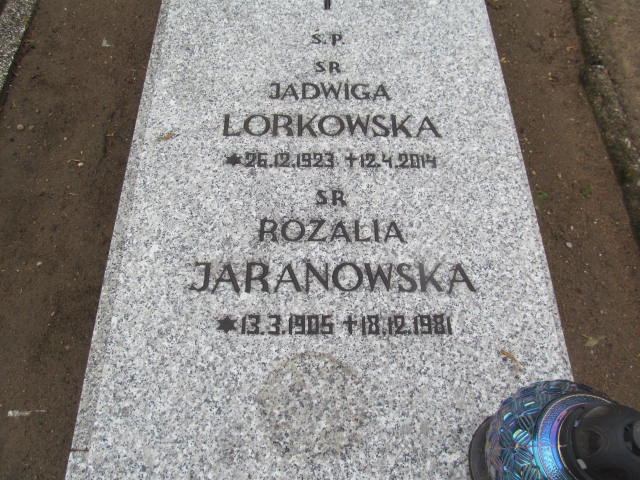 Ś.P.
SR
JADWIGA
LORKOWSKA
*26.12.1923 +12.4.2014
SR
ROZALIA
JARANOWSKA
*13.3.1905 +18.12.1981